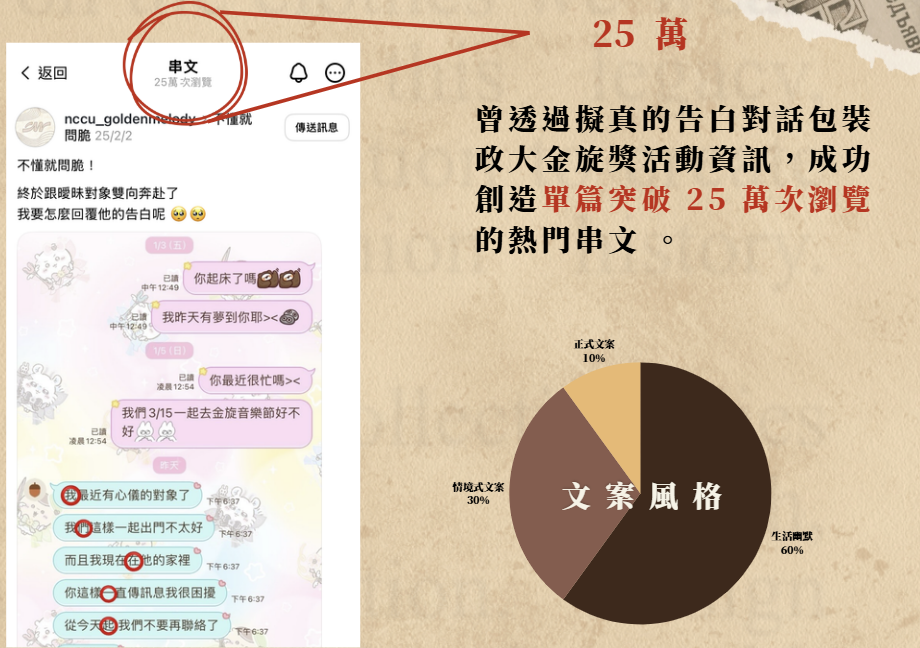 返回
串文
25萬 次瀏覽
nccu_goldenmelody
不懂就
問脆 25/2/2
傳送訊息
不懂就問脆！
終於跟曖昧對象雙向奔赴了
我要怎麼回覆他的告白呢 🥹🥹
1/3 (五)
已讀
中午 12:49
你起床了嗎
已讀
中午 12:49
我昨天有夢到你耶><
1/5 (日)
已讀
凌晨 12:54
你最近很忙嗎><
已讀
凌晨 12:54
我們 3/15 一起去金旋音樂節好不
好
昨天
我最近有心儀的對象了
下午 6:37
我們這樣一起出門不太好
下午 6:37
而且我現在在他的家裡
下午 6:37
你這樣一直傳訊息我很困擾
下午 6:37
從今天起我們不要再聯絡了
下午 6:37
25 萬
曾透過擬真的告白對話包裝
政大金旋獎活動資訊，成功
創造單篇突破 25 萬次瀏覽
的熱門串文 。
正式文案
10%
情境式文案
30%
文案風格
生活幽默
60%